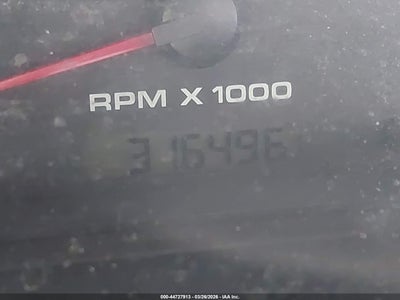 RPM X 1000
316496
000-44727913 - 03/26/2026 - IAA Inc.